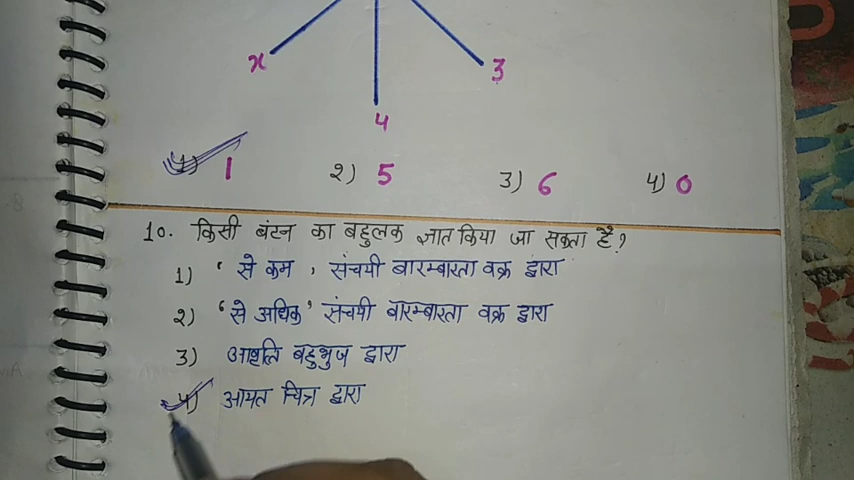 x 3
4
1) 1 2) 5 3) 6 4) 0
10. किसी बंटन का बहुलक ज्ञात किया जा सकता है?
1) ' से कम ' संचयी बारम्बारता वक्र द्वारा
2) 'से अधिक' संचयी बारम्बारता वक्र द्वारा
3) आवृत्ति बहुभुज द्वारा
4) आयत चित्र द्वारा